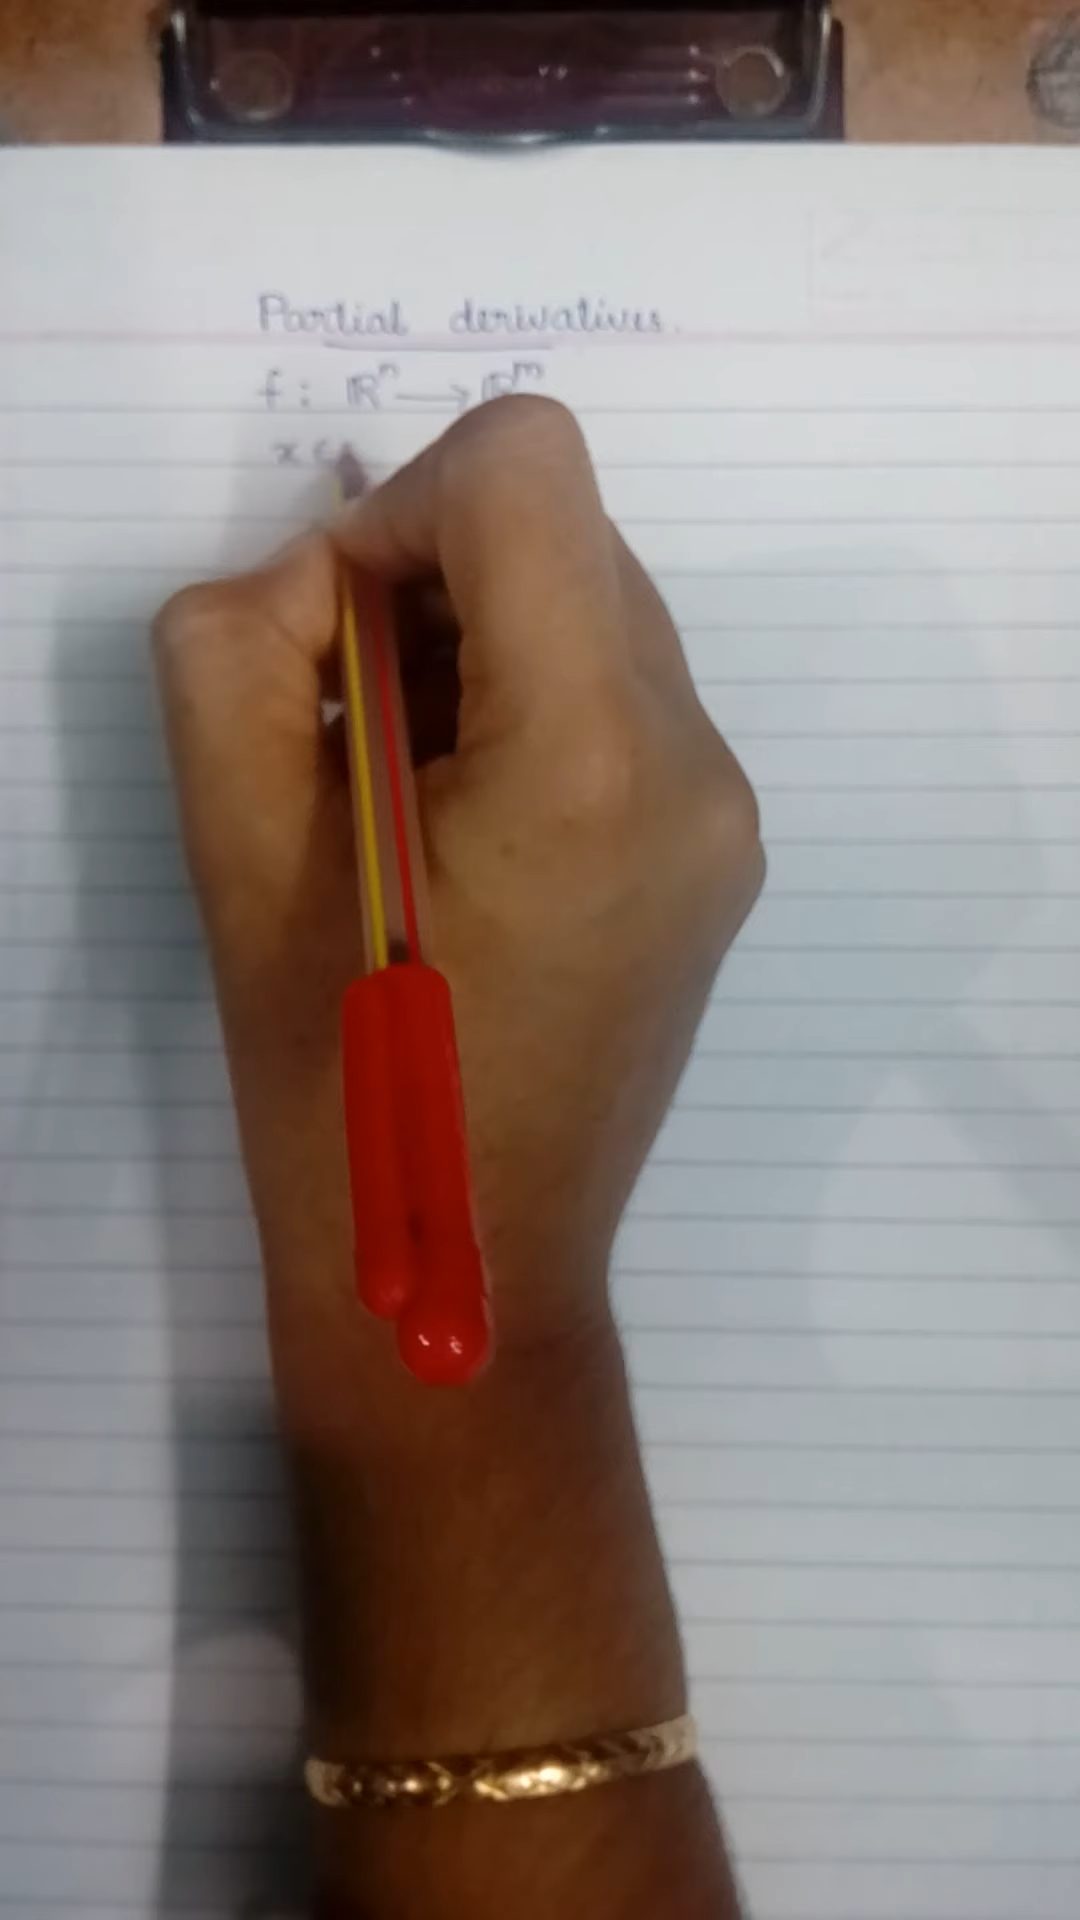 Partial derivatives.
f : ℝⁿ → ℝᵐ
x